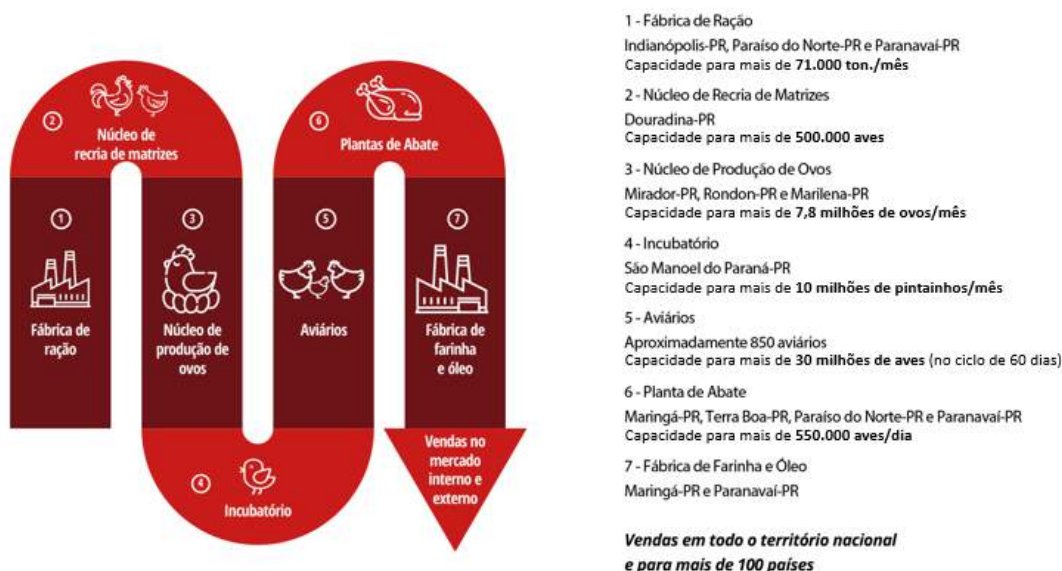 2
Núcleo de
recria de matrizes
6
Plantas de Abate
1
Fábrica de
ração
3
Núcleo de
produção de
ovos
5
Aviários
7
Fábrica de
farinha
e óleo
4
Incubatório
Vendas no
mercado
interno e
externo
1 - Fábrica de Ração
Indianópolis-PR, Paraíso do Norte-PR e Paranavaí-PR
Capacidade para mais de 71.000 ton./mês
2 - Núcleo de Recria de Matrizes
Douradina-PR
Capacidade para mais de 500.000 aves
3 - Núcleo de Produção de Ovos
Mirador-PR, Rondon-PR e Marilena-PR
Capacidade para mais de 7,8 milhões de ovos/mês
4 - Incubatório
São Manoel do Paraná-PR
Capacidade para mais de 10 milhões de pintainhos/mês
5 - Aviários
Aproximadamente 850 aviários
Capacidade para mais de 30 milhões de aves (no ciclo de 60 dias)
6 - Planta de Abate
Maringá-PR, Terra Boa-PR, Paraíso do Norte-PR e Paranavaí-PR
Capacidade para mais de 550.000 aves/dia
7 - Fábrica de Farinha e Óleo
Maringá-PR e Paranavaí-PR
Vendas em todo o território nacional
e para mais de 100 países